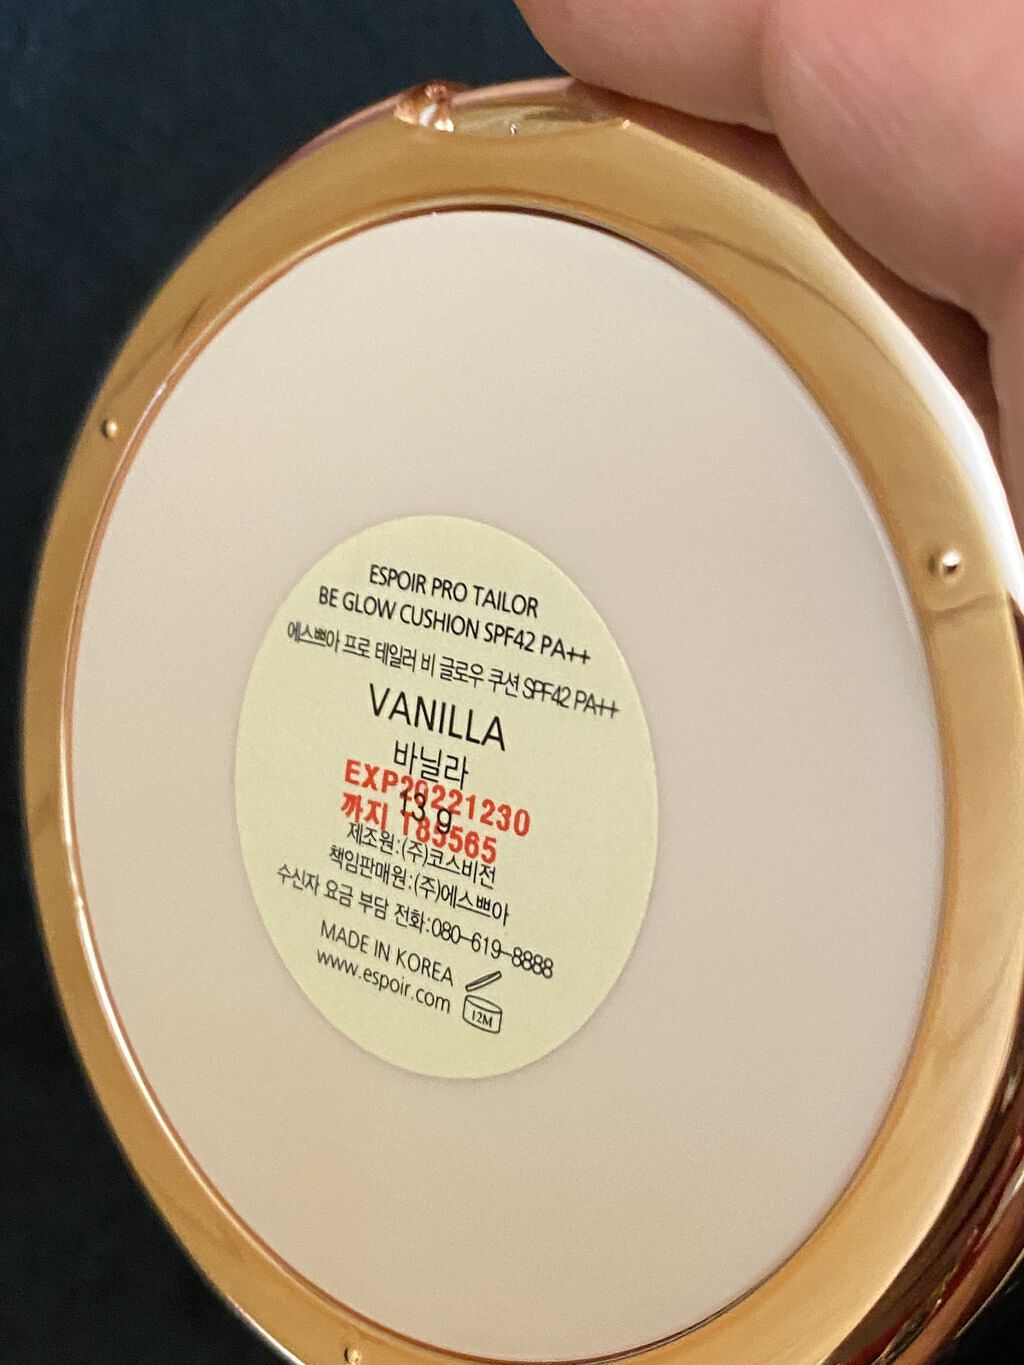 ESPOIR PRO TAILOR
BE GLOW CUSHION SPF42 PA++
에스쁘아 프로 테일러 비 글로우 쿠션 SPF42 PA++
VANILLA
바닐라
EXP20221230
13 g
까지 T85565
제조원:(주)코스비전
책임판매원:(주)에스쁘아
수신자 요금 부담 전화:080-619-8888
MADE IN KOREA
www.espoir.com
12M